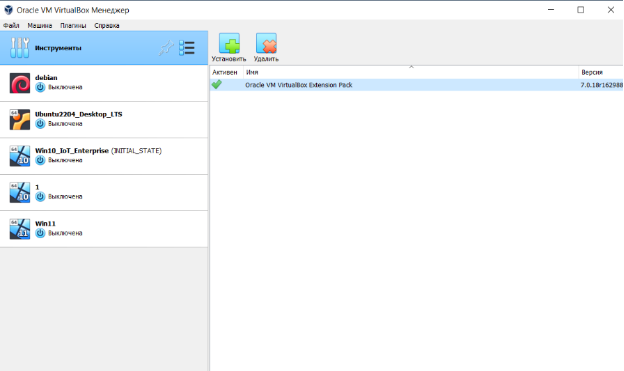 Oracle VM VirtualBox Менеджер
Файл Машина Плагины Справка
Инструменты
Установить Удалить
Активен Имя Версия
Oracle VM VirtualBox Extension Pack 7.0.18r162988
debian
Выключена
Ubuntu2204_Desktop_LTS
Выключена
Win10_IoT_Enterprise (INITIAL_STATE)
Выключена
1
Выключена
Win11
Выключена